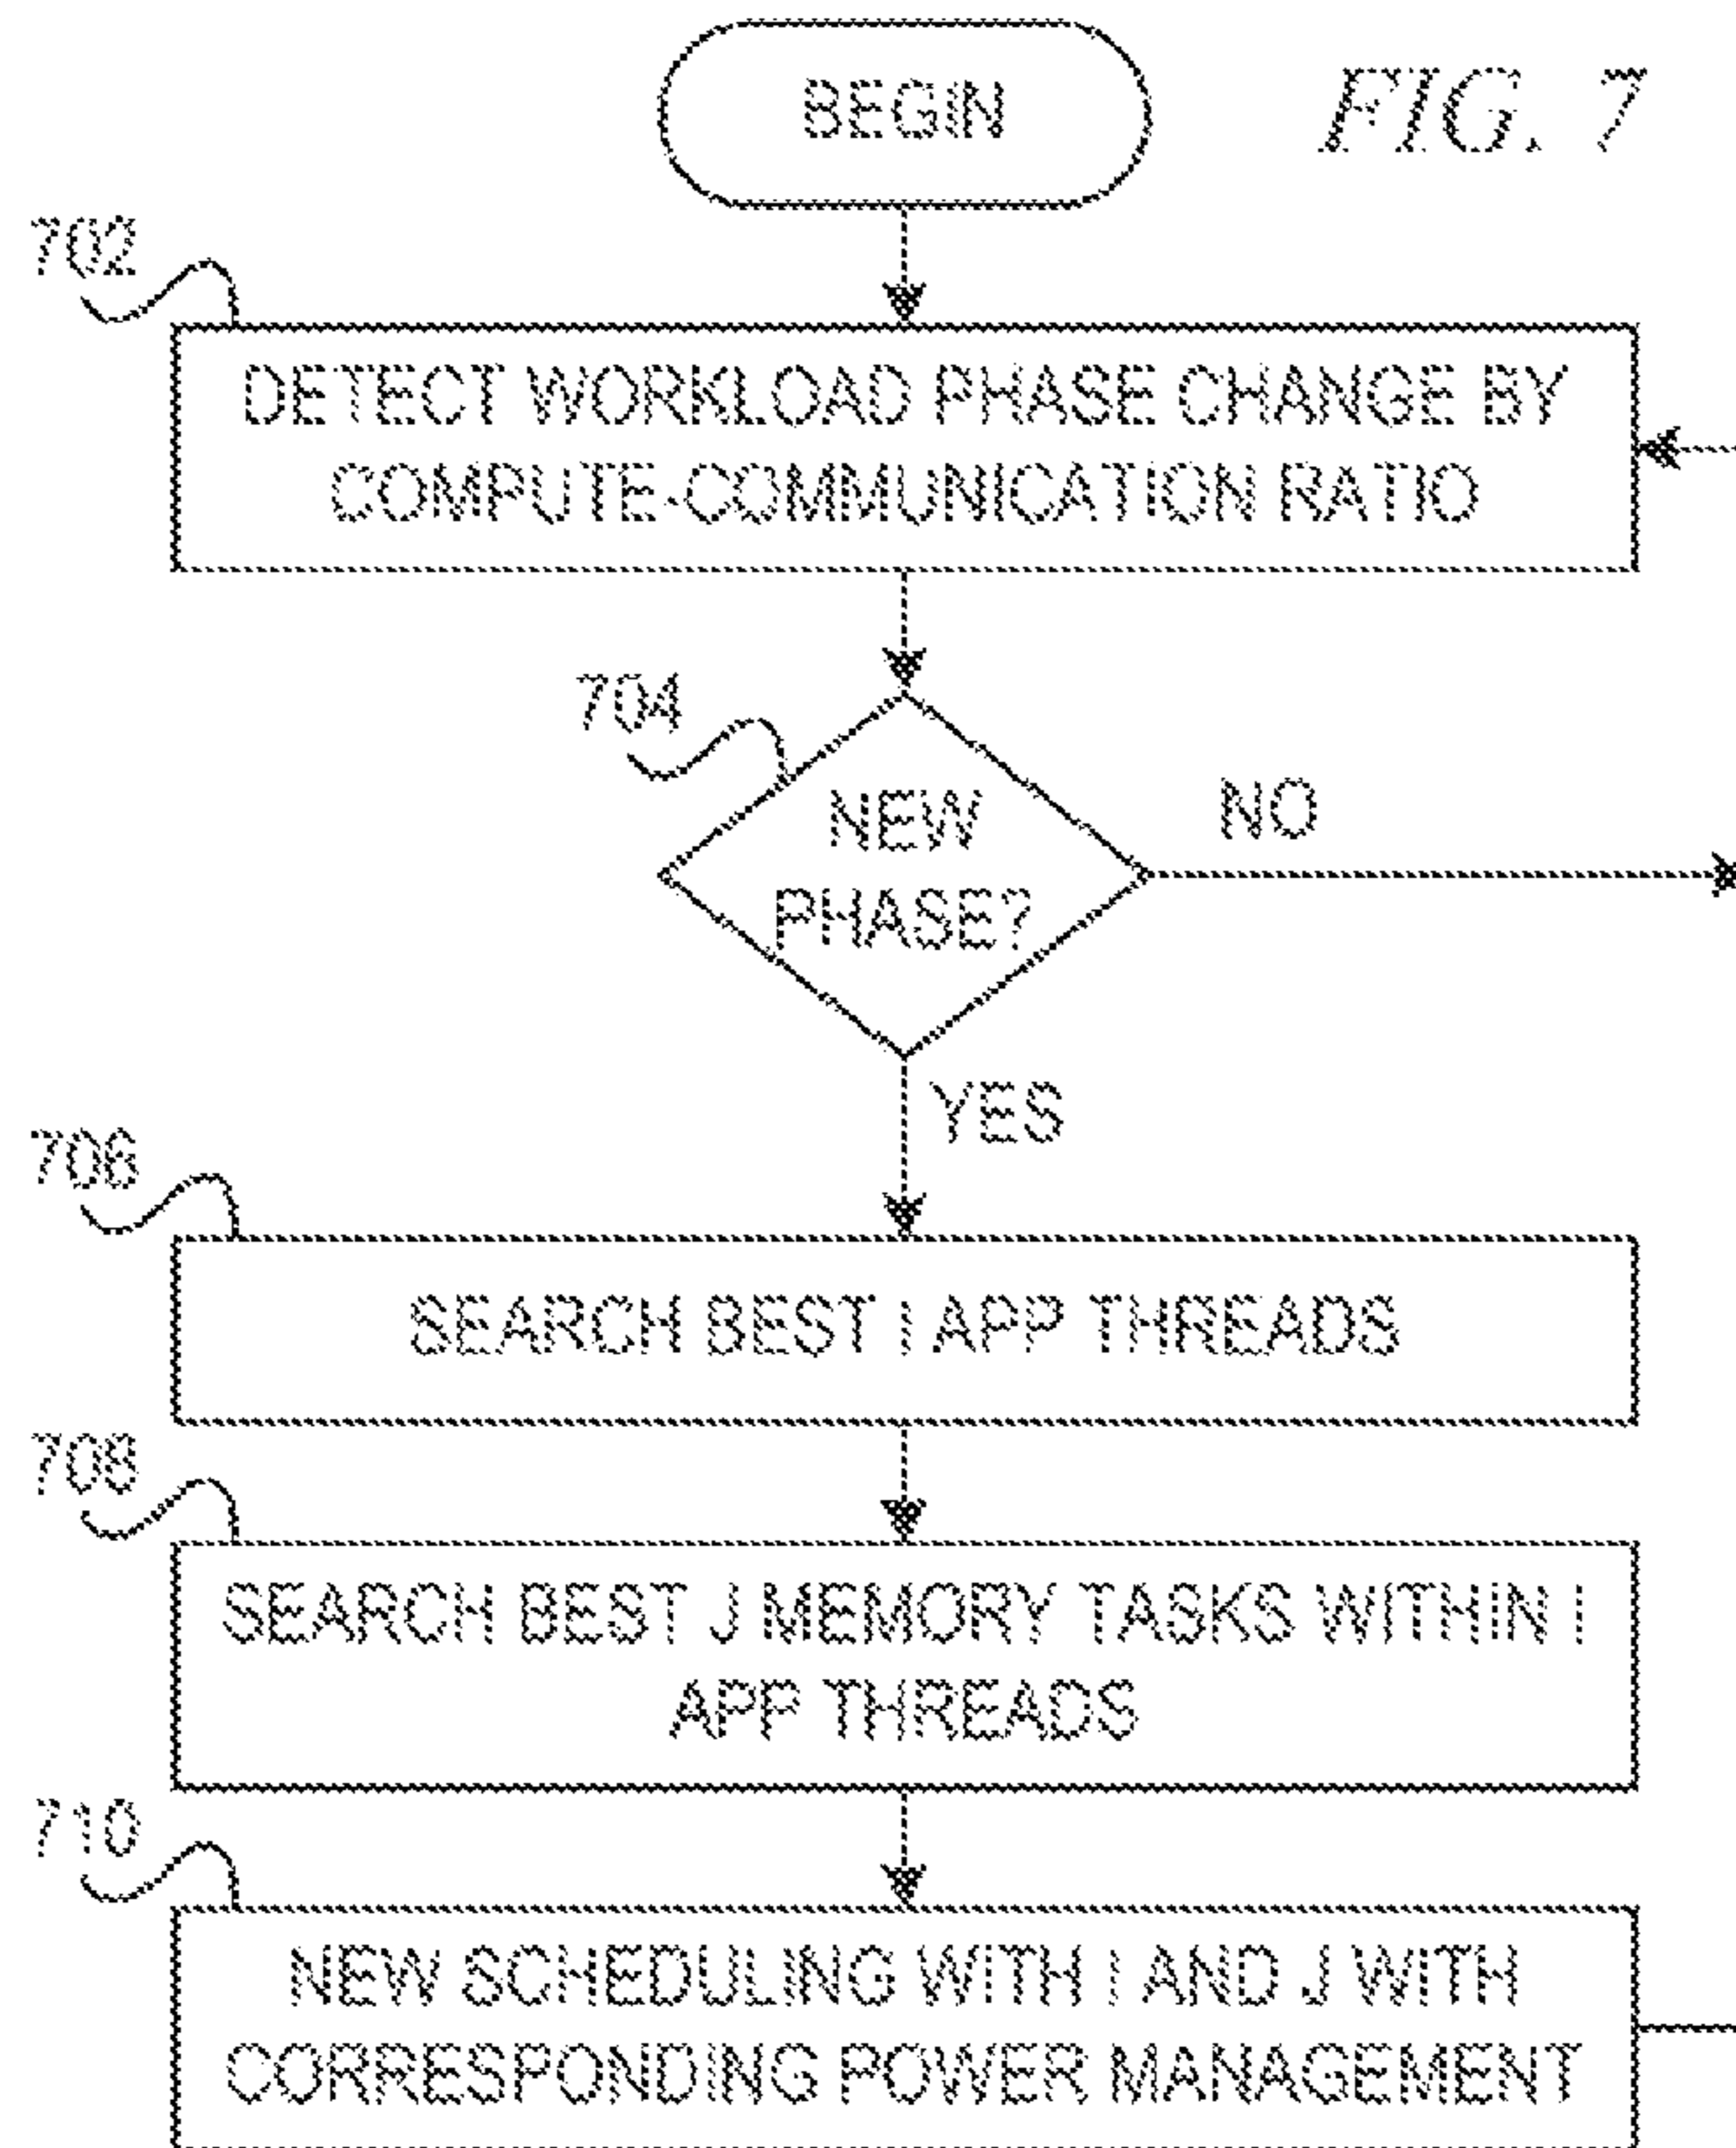 BEGIN
FIG. 7
702
DETECT WORKLOAD PHASE CHANGE BY
COMPUTE-COMMUNICATION RATIO
704
NEW
PHASE?
NO
YES
706
SEARCH BEST I APP THREADS
708
SEARCH BEST J MEMORY TASKS WITHIN I
APP THREADS
710
NEW SCHEDULING WITH I AND J WITH
CORRESPONDING POWER MANAGEMENT